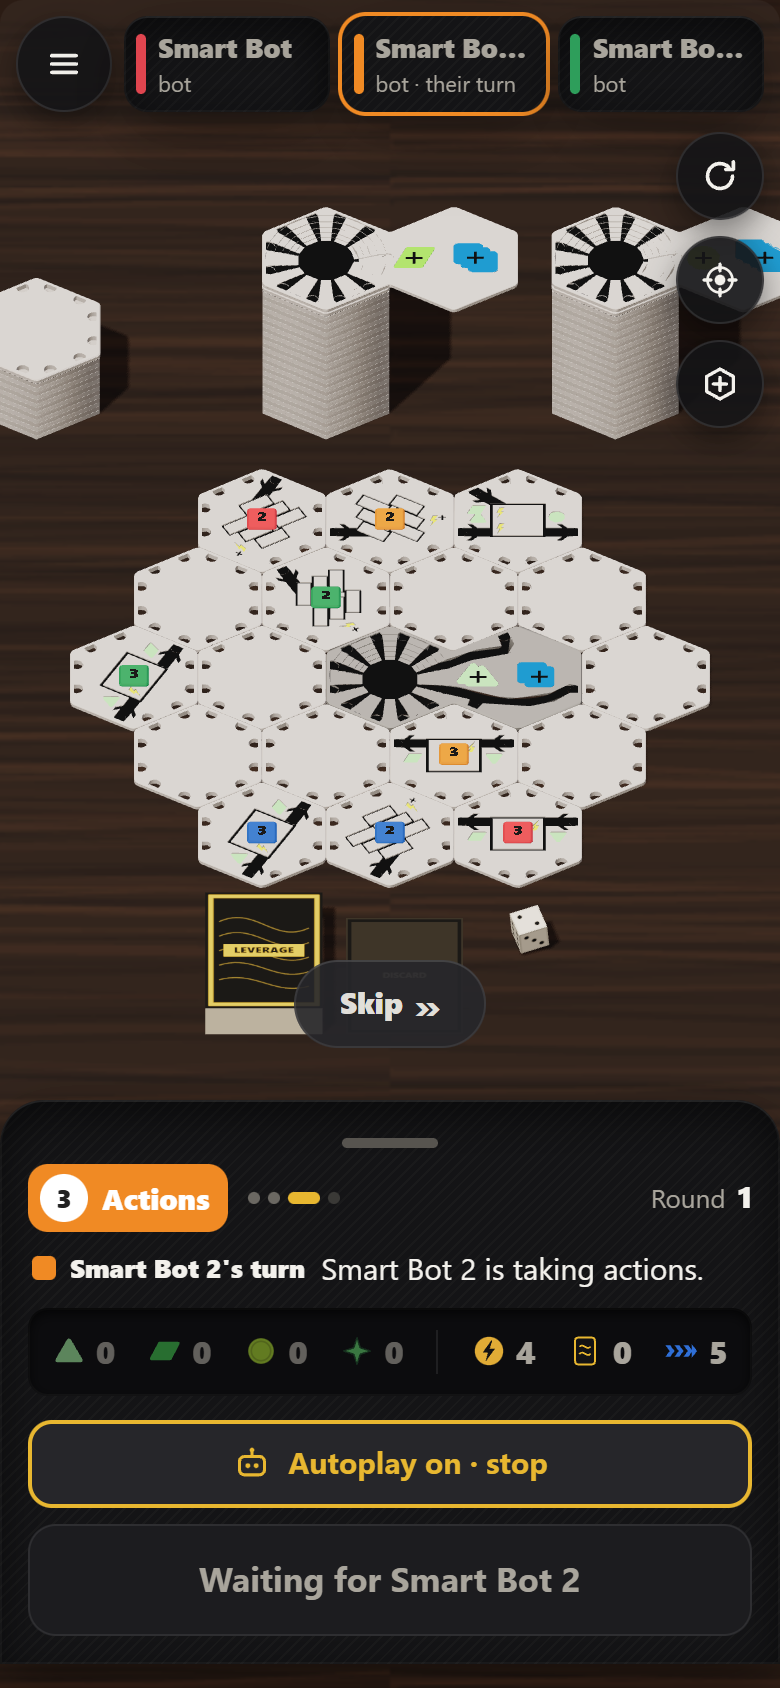 Smart Bot
bot
Smart Bo...
bot · their turn
Smart Bo...
bot
2
2
2
3
3
3
2
3
LEVERAGE
Skip
3 Actions
Round 1
Smart Bot 2's turn Smart Bot 2 is taking actions.
0 0 0 0 4 0 5
Autoplay on · stop
Waiting for Smart Bot 2